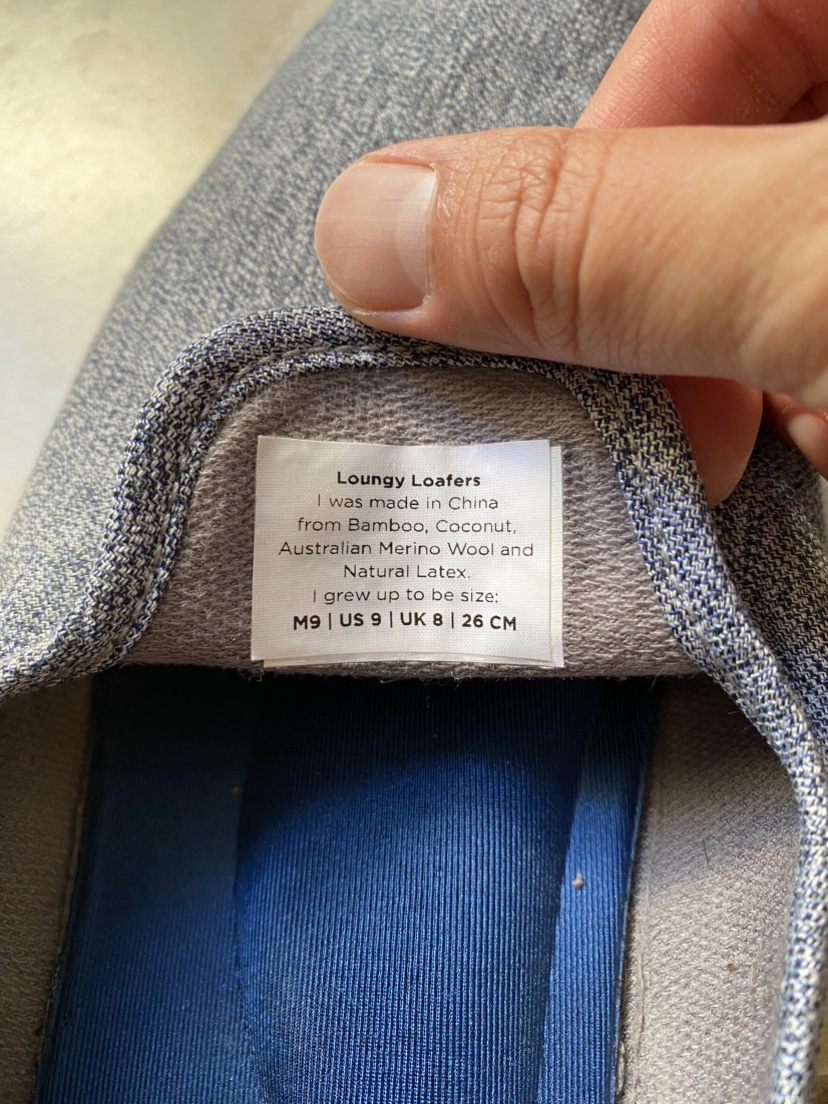 Loungy Loafers
I was made in China
from Bamboo, Coconut,
Australian Merino Wool and
Natural Latex.
I grew up to be size:
M9 | US 9 | UK 8 | 26 CM